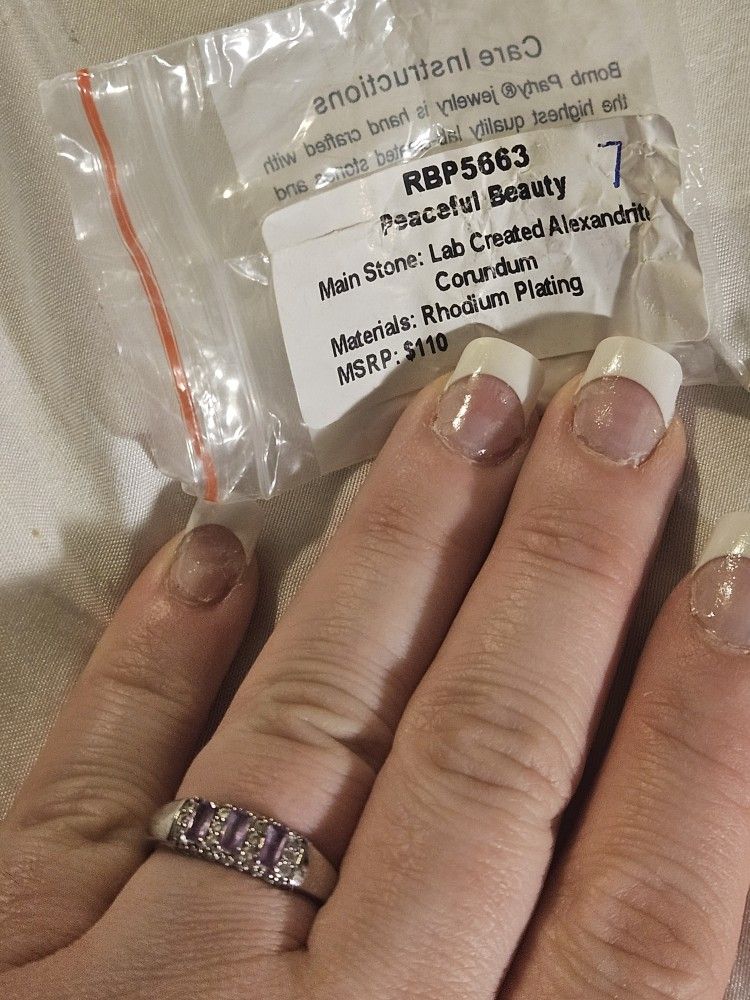 Care Instructions
Bomb Party® jewelry is hand crafted with
the highest quality lab created stones and
RBP5663
7
Peaceful Beauty
Main Stone: Lab Created Alexandrite
Corundum
Materials: Rhodium Plating
MSRP: $110